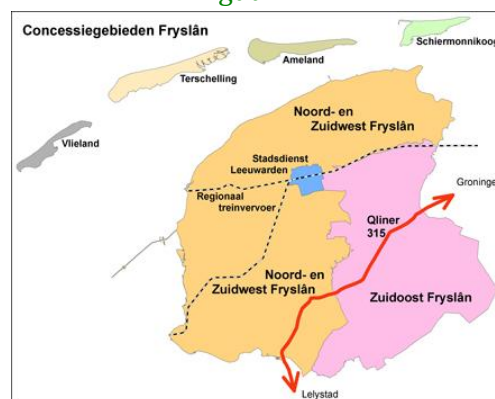 Concessiegebieden Fryslân
Schiermonnikoog
Ameland
Terschelling
Vlieland
Noord- en
Zuidwest Fryslân
Stadsdienst
Leeuwarden
Regionaal
treinvervoer
Groninge
Qliner
315
Noord- en
Zuidwest Fryslân
Zuidoost Fryslân
Lelystad